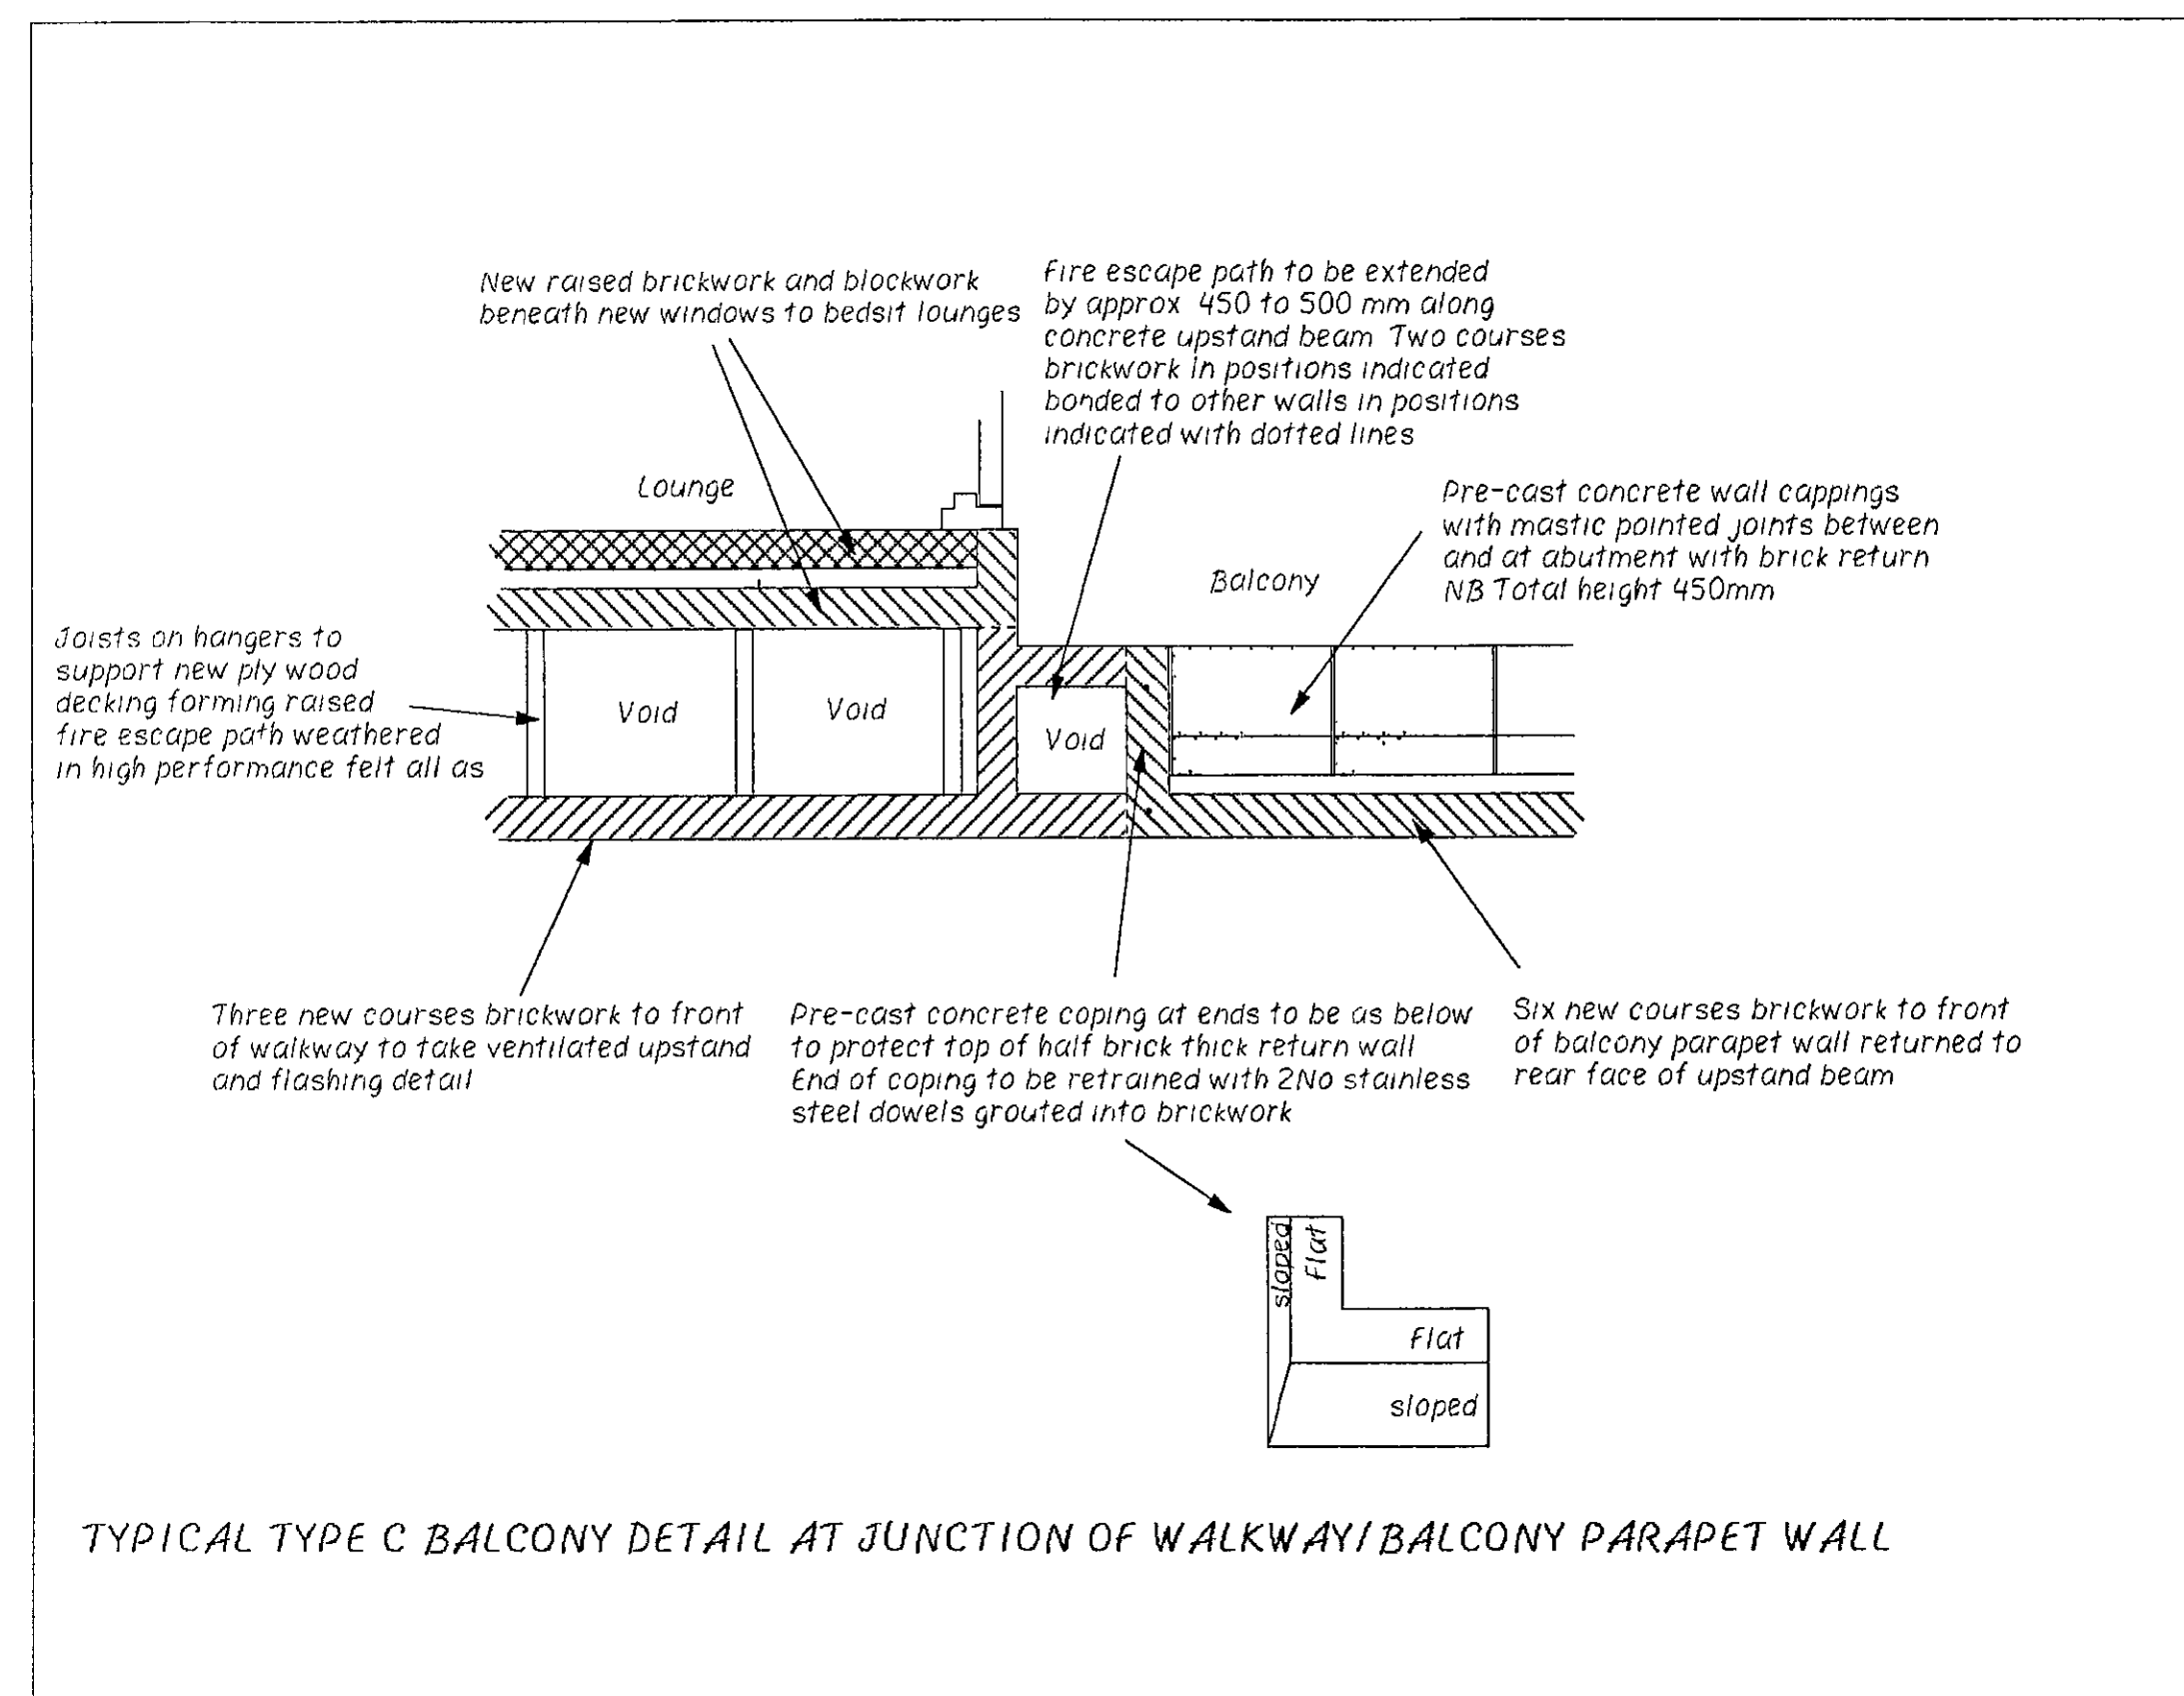 New raised brickwork and blockwork
beneath new windows to bedsit lounges
Fire escape path to be extended
by approx 450 to 500 mm along
concrete upstand beam Two courses
brickwork in positions indicated
bonded to other walls in positions
indicated with dotted lines
Lounge
Pre-cast concrete wall cappings
with mastic pointed joints between
and at abutment with brick return
NB Total height 450mm
Balcony
Joists on hangers to
support new ply wood
decking forming raised
fire escape path weathered
in high performance felt all as
Void
Void
Void
Three new courses brickwork to front
of walkway to take ventilated upstand
and flashing detail
Pre-cast concrete coping at ends to be as below
to protect top of half brick thick return wall
End of coping to be retrained with 2No stainless
steel dowels grouted into brickwork
Six new courses brickwork to front
of balcony parapet wall returned to
rear face of upstand beam
sloped
Flat
Flat
sloped
TYPICAL TYPE C BALCONY DETAIL AT JUNCTION OF WALKWAY/BALCONY PARAPET WALL